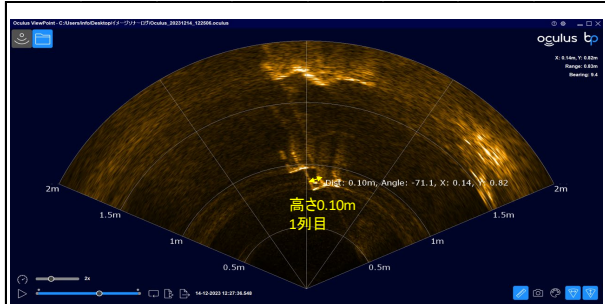 Oculus ViewPoint - C:/Users/info/Desktop/イメージソナーログ/Oculus_20231214_122506.oculus
oculus bp
X: 0.14m, Y: 0.82m
Range: 0.83m
Bearing: 9.4
Dist: 0.10m, Angle: -71.1, X: 0.14, Y: 0.82
2m
2m
高さ0.10m
1列目
1.5m
1.5m
1m
1m
0.5m
0.5m
2x
14-12-2023 12:27:36.548